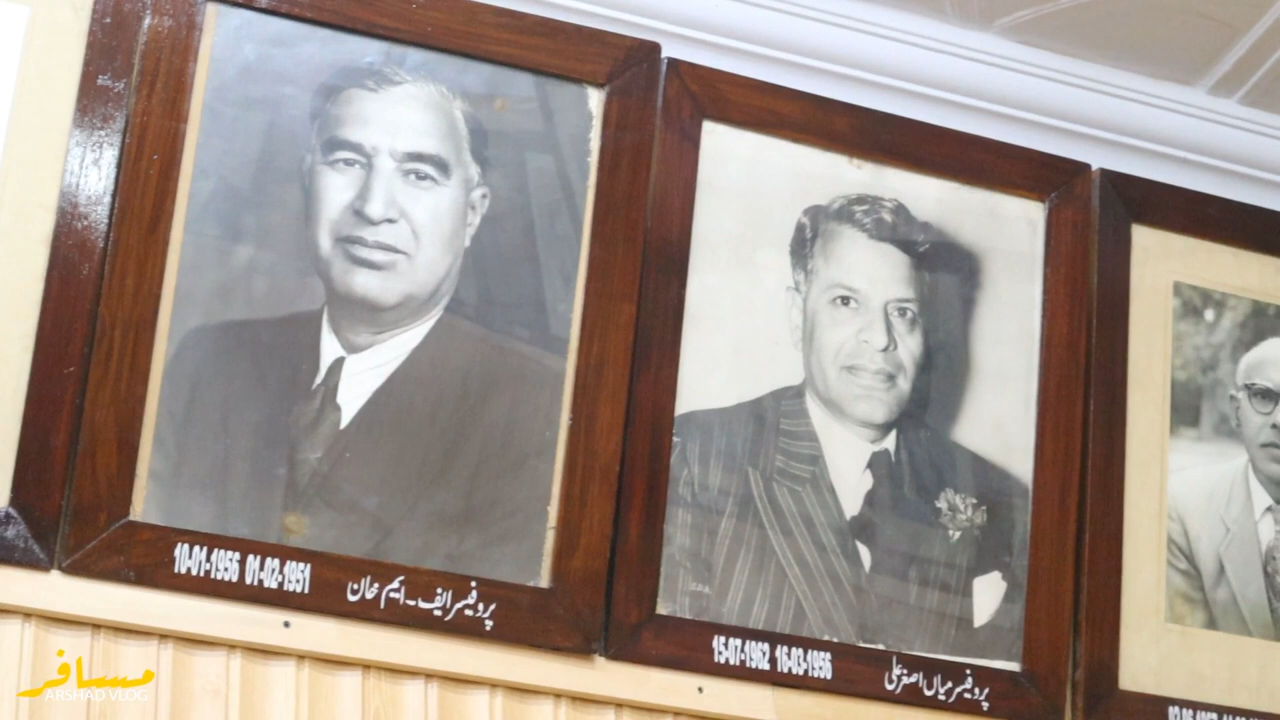 10-01-1956 01-02-1951 پروفیسر ایف۔ ایم خان
15-07-1962 16-03-1956 پروفیسر میاں اصغر علی
مسافر
ARSHAD VLOG